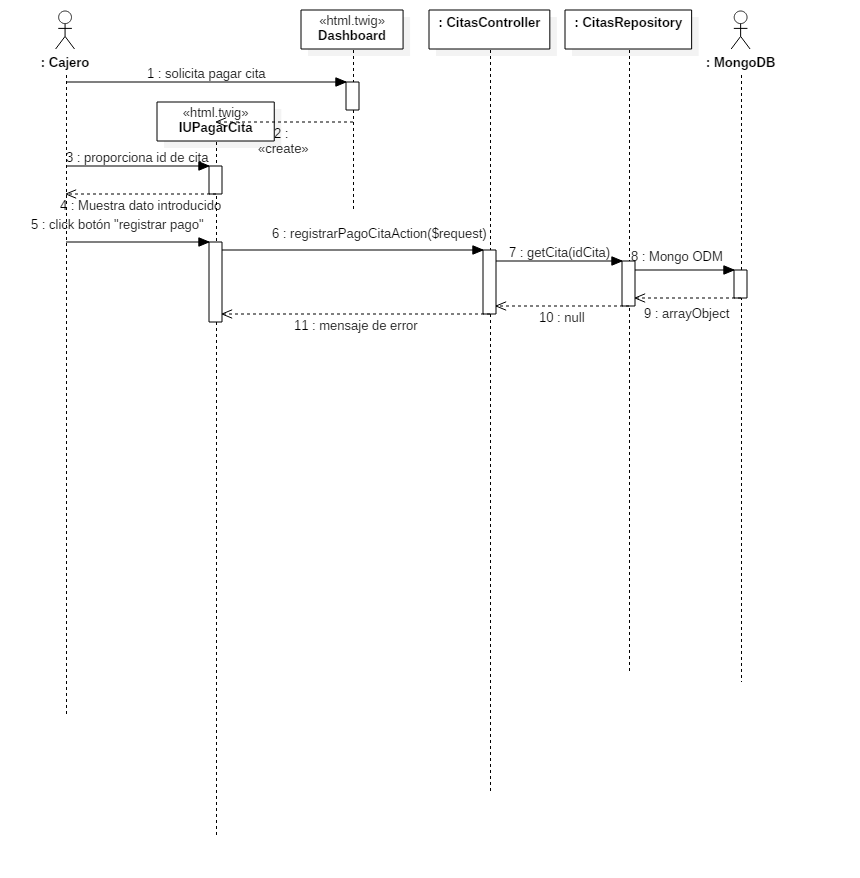 «html.twig»
Dashboard
: CitasController
: CitasRepository
: Cajero
: MongoDB
1 : solicita pagar cita
«html.twig»
IUPagarCita
2 :
«create»
3 : proporciona id de cita
4 : Muestra dato introducido
5 : click botón "registrar pago"
6 : registrarPagoCitaAction($request)
7 : getCita(idCita)
8 : Mongo ODM
9 : arrayObject
10 : null
11 : mensaje de error